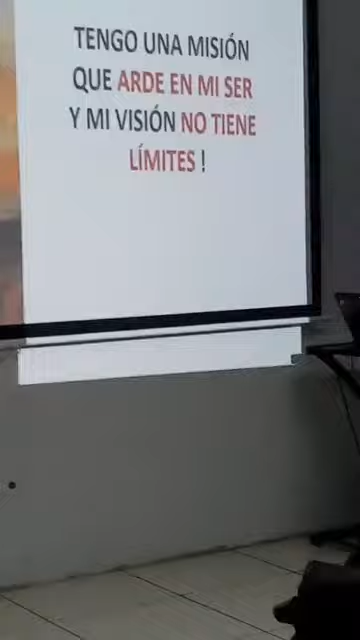 TENGO UNA MISIÓN
QUE ARDE EN MI SER
Y MI VISIÓN NO TIENE
LÍMITES !